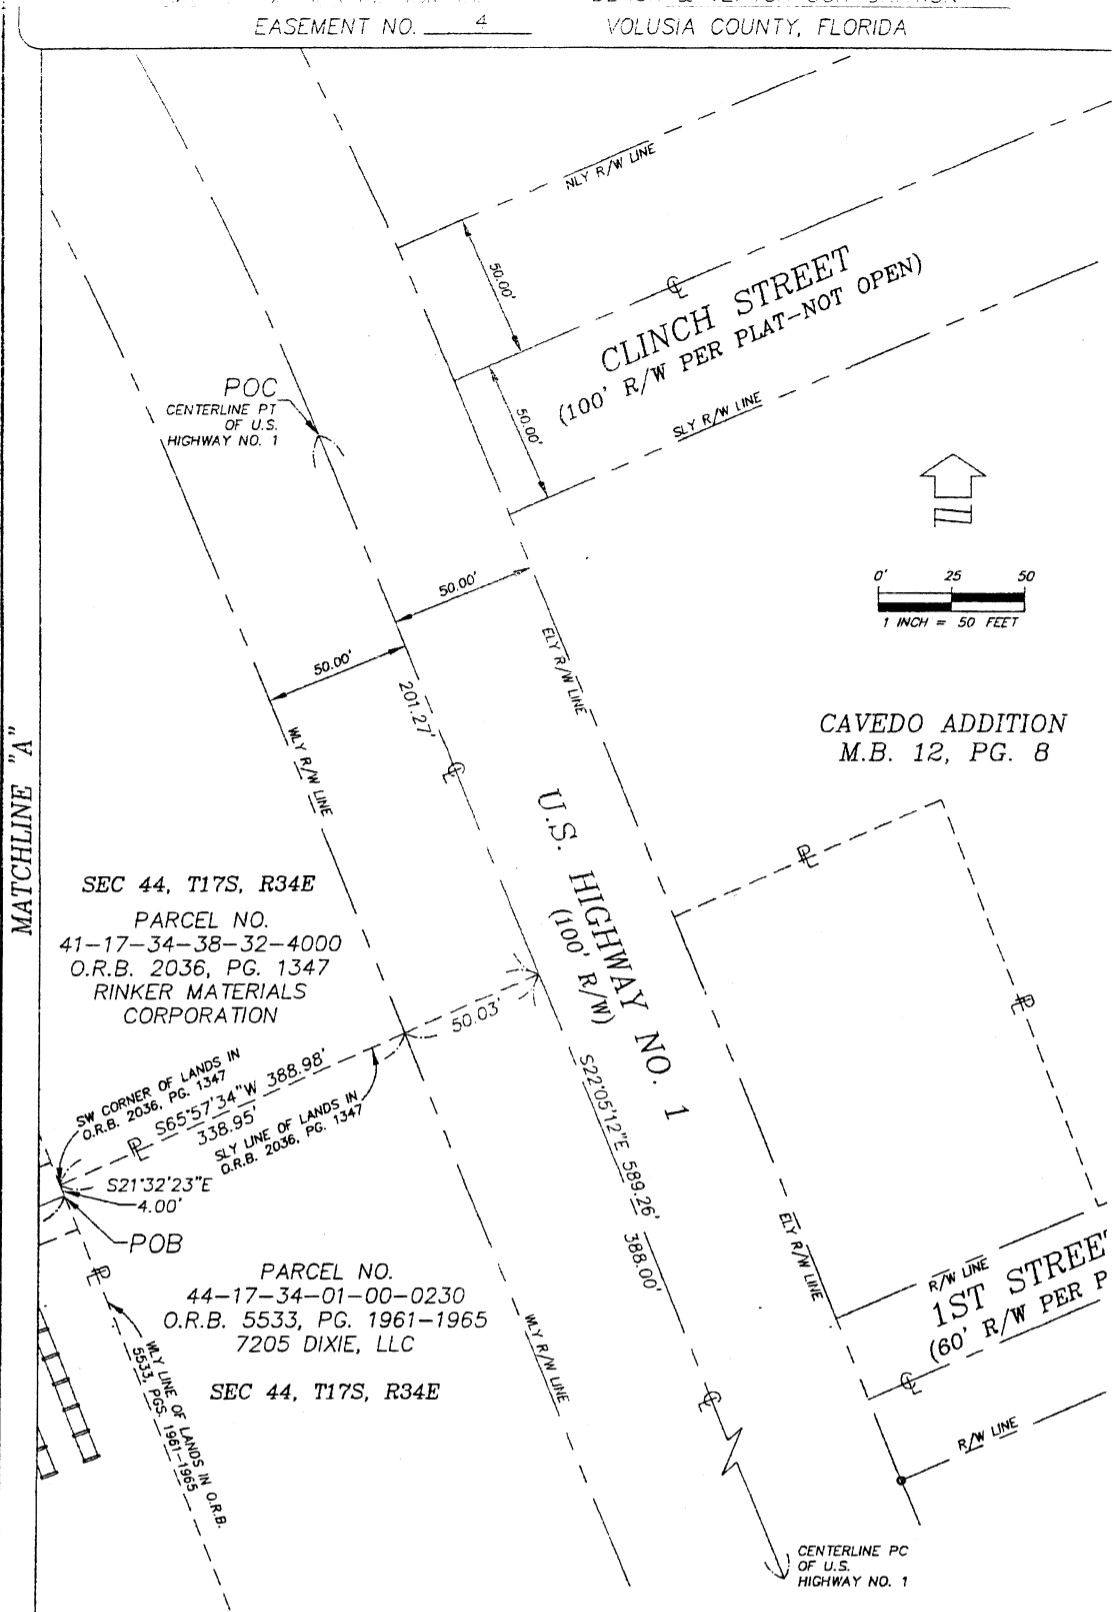 EASEMENT NO. 4
VOLUSIA COUNTY, FLORIDA
NLY R/W LINE
50.00'
CLINCH STREET
(100' R/W PER PLAT-NOT OPEN)
℄
POC
CENTERLINE PT
OF U.S.
HIGHWAY NO. 1
50.00'
SLY R/W LINE
0' 25 50
1 INCH = 50 FEET
50.00'
50.00'
ELY R/W LINE
201.27'
CAVEDO ADDITION
M.B. 12, PG. 8
WLY R/W LINE
℄
MATCHLINE "A"
U.S. HIGHWAY NO. 1
(100' R/W)
PL
SEC 44, T17S, R34E
PARCEL NO.
41-17-34-38-32-4000
O.R.B. 2036, PG. 1347
RINKER MATERIALS
CORPORATION
50.03'
PL
SW CORNER OF LANDS IN
O.R.B. 2036, PG. 1347
S65°57'34"W 388.98'
338.95'
PL
SLY LINE OF LANDS IN
O.R.B. 2036, PG. 1347
S22°05'12"E 589.26'
388.00'
S21°32'23"E
4.00'
POB
PL
ELY R/W LINE
R/W LINE
1ST STREET
(60' R/W PER P
PARCEL NO.
44-17-34-01-00-0230
O.R.B. 5533, PG. 1961-1965
7205 DIXIE, LLC
SEC 44, T17S, R34E
WLY R/W LINE
WLY LINE OF LANDS IN O.R.B.
5533, PGS. 1961-1965
℄
℄
R/W LINE
CENTERLINE PC
OF U.S.
HIGHWAY NO. 1